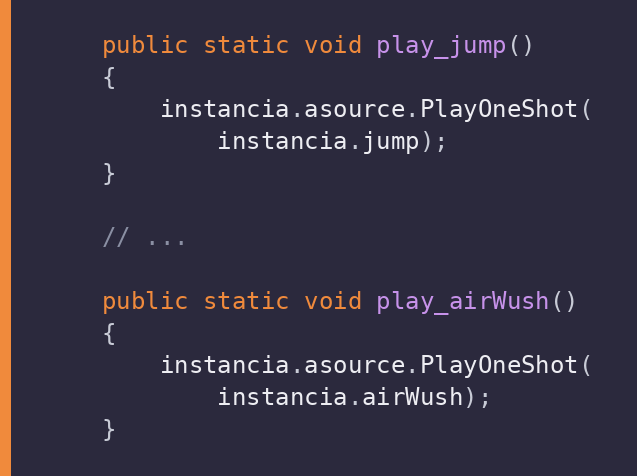 public static void play_jump()
{
    instancia.asource.PlayOneShot(
        instancia.jump);
}

// ...

public static void play_airWush()
{
    instancia.asource.PlayOneShot(
        instancia.airWush);
}